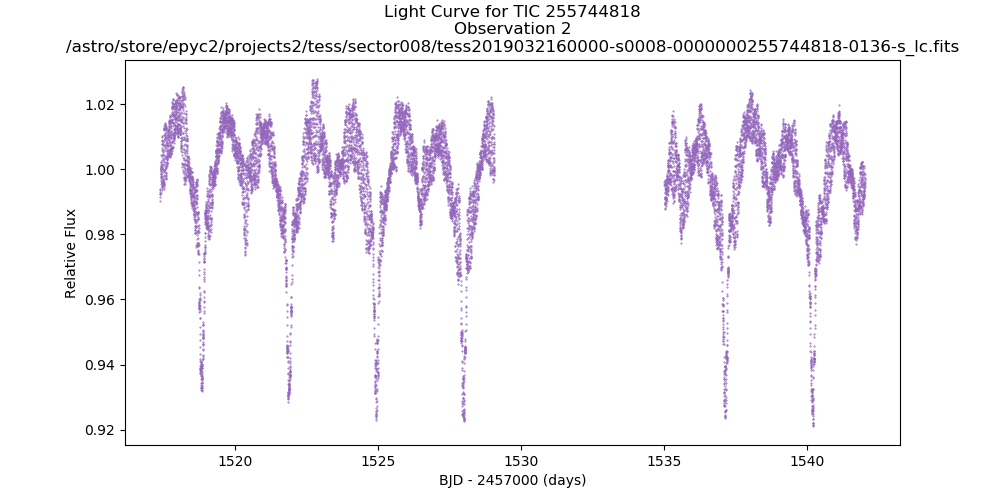 Light Curve for TIC 255744818
Observation 2
/astro/store/epyc2/projects2/tess/sector008/tess2019032160000-s0008-0000000255744818-0136-s_lc.fits
1.02
1.00
0.98
0.96
0.94
0.92
Relative Flux
1520
1525
1530
1535
1540
BJD - 2457000 (days)